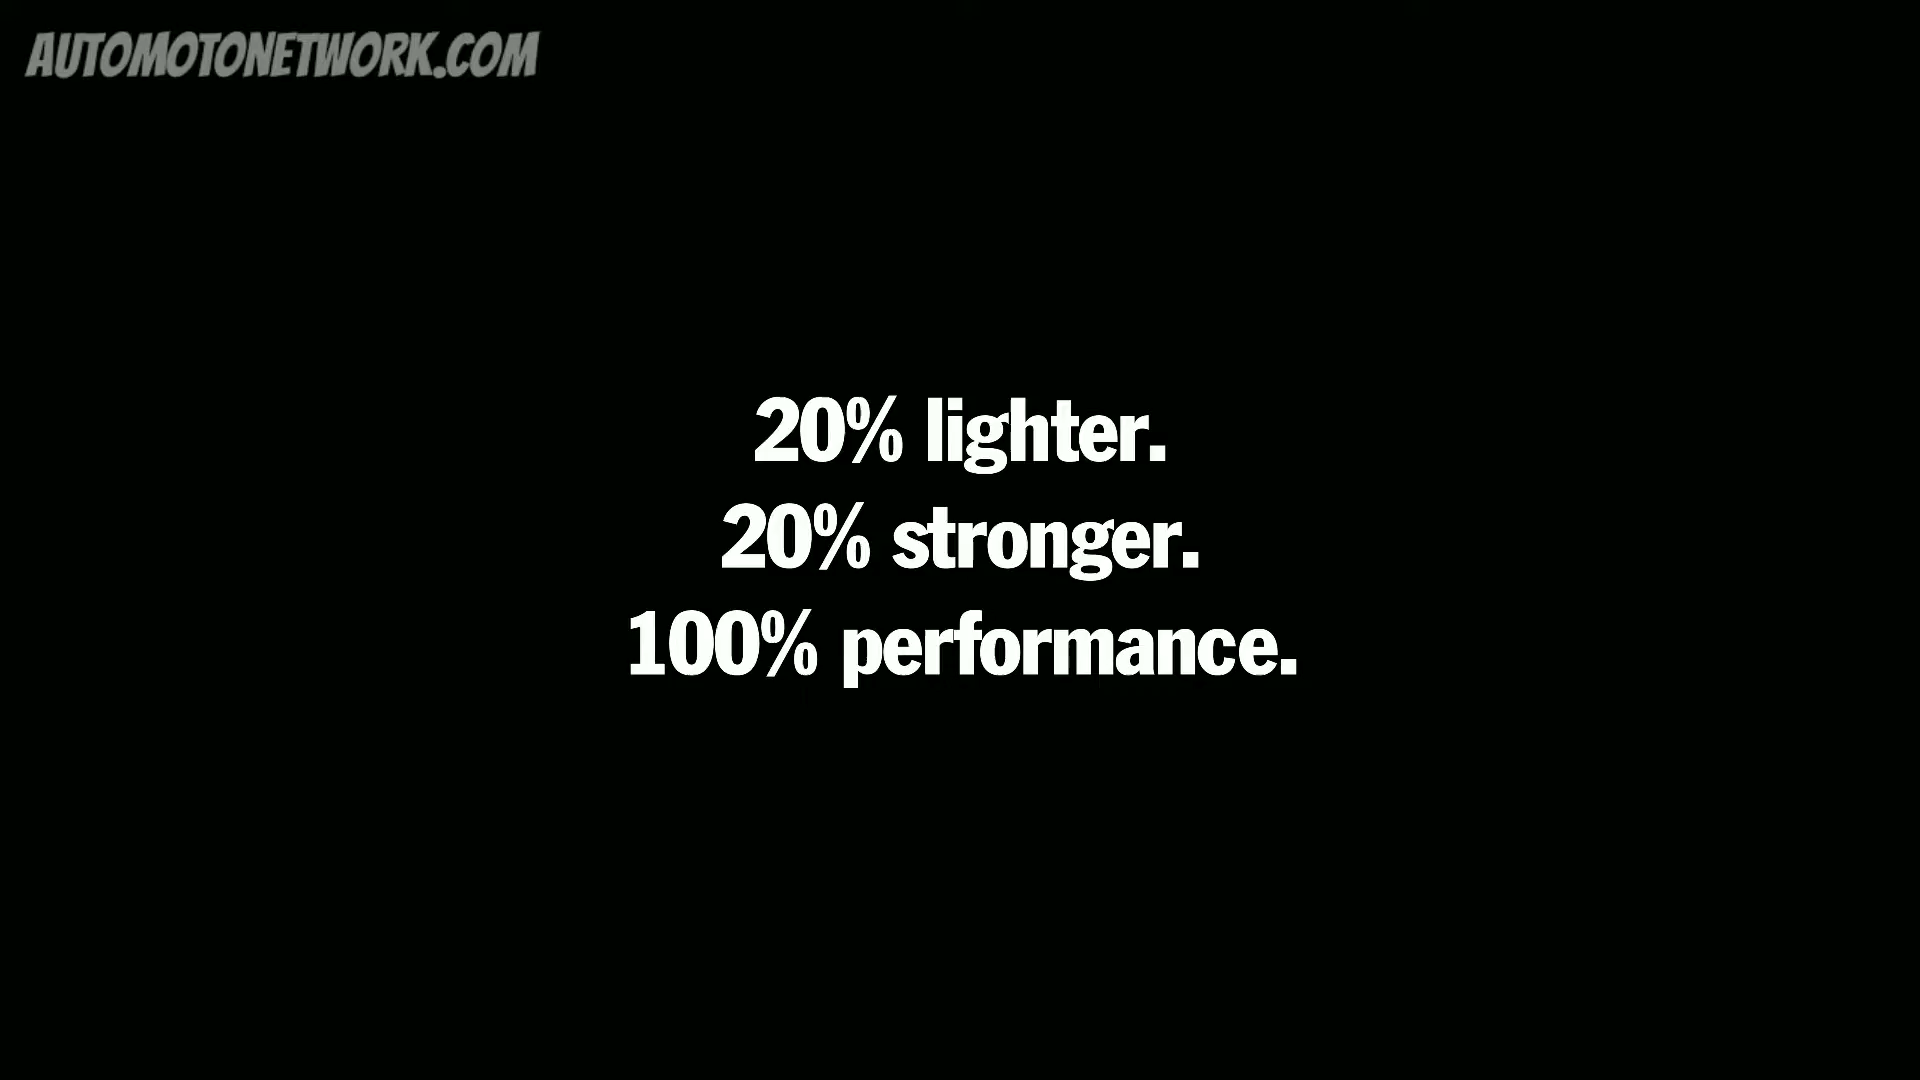 AUTOMOTONETWORK.COM
20% lighter.
20% stronger.
100% performance.